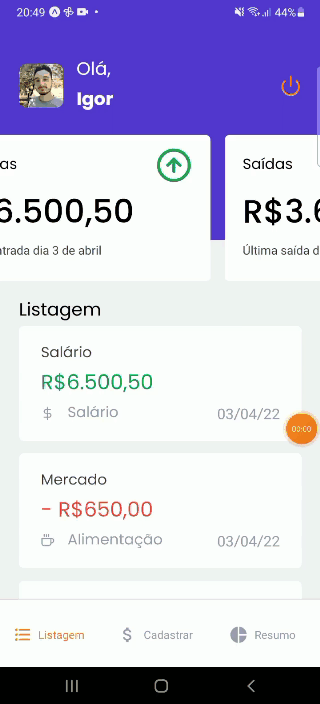 20:49
44%
Olá,
Igor
as
6.500,50
trada dia 3 de abril
Saídas
R$3.6
Última saída d
Listagem
Salário
R$6.500,50
Salário 03/04/22
00:00
Mercado
- R$650,00
Alimentação 03/04/22
Listagem Cadastrar Resumo